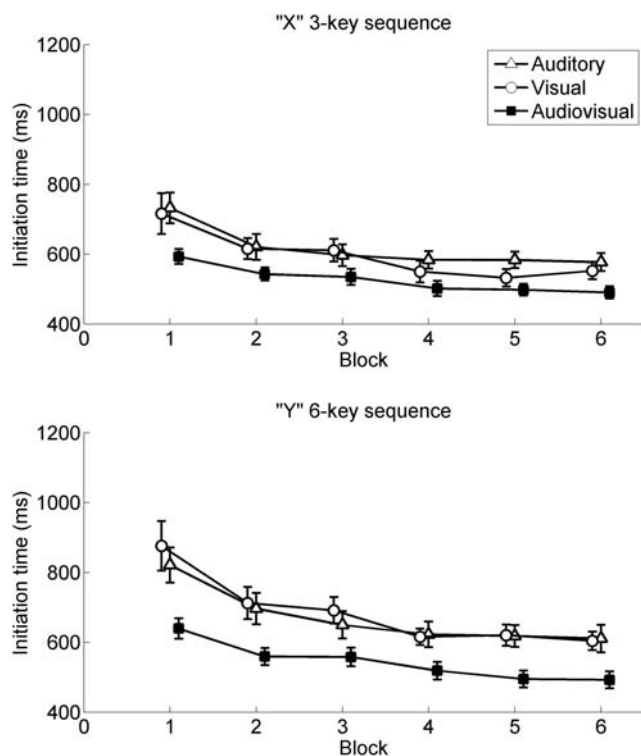 "X" 3-key sequence
1200
1000
800
600
400
Initiation time (ms)
Auditory
Visual
Audiovisual
0 1 2 3 4 5 6
Block
"Y" 6-key sequence
1200
1000
800
600
400
Initiation time (ms)
0 1 2 3 4 5 6
Block